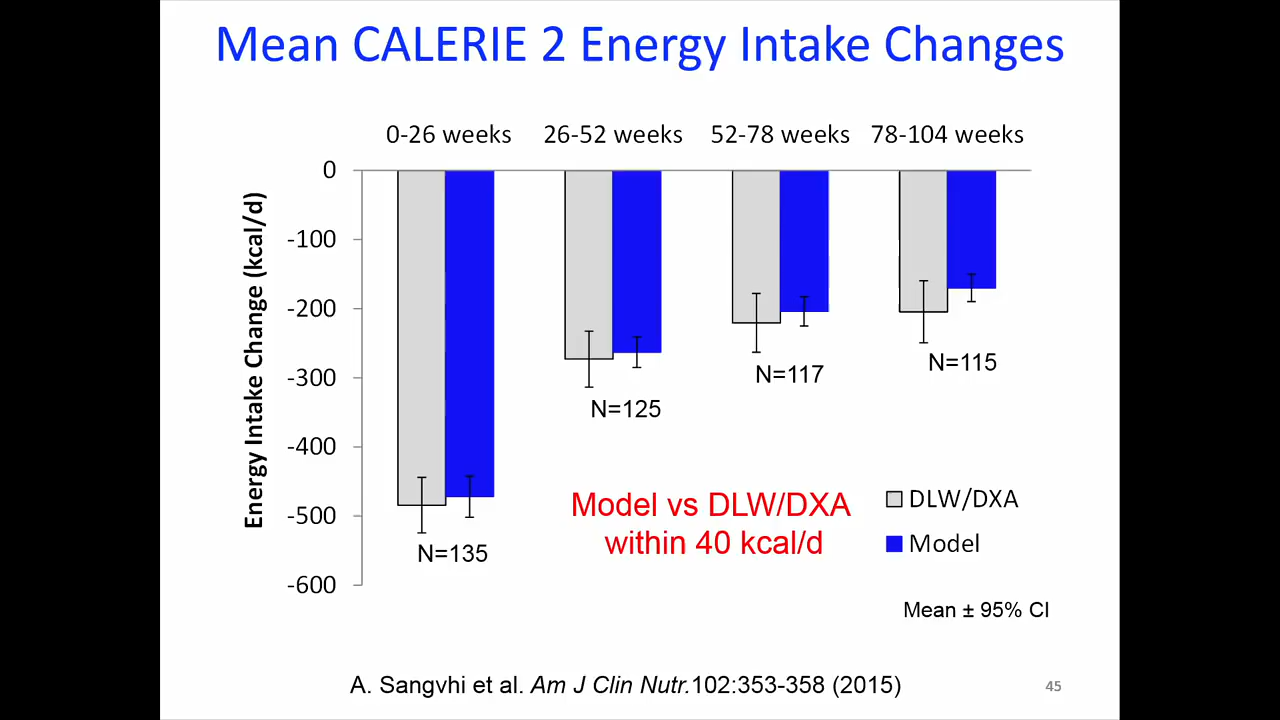 Mean CALERIE 2 Energy Intake Changes
0-26 weeks 26-52 weeks 52-78 weeks 78-104 weeks
Energy Intake Change (kcal/d)
0
-100
-200
-300
-400
-500
-600
N=135
N=125
N=117
N=115
Model vs DLW/DXA
within 40 kcal/d
DLW/DXA
Model
Mean ± 95% CI
A. Sangvhi et al. Am J Clin Nutr.102:353-358 (2015)
45